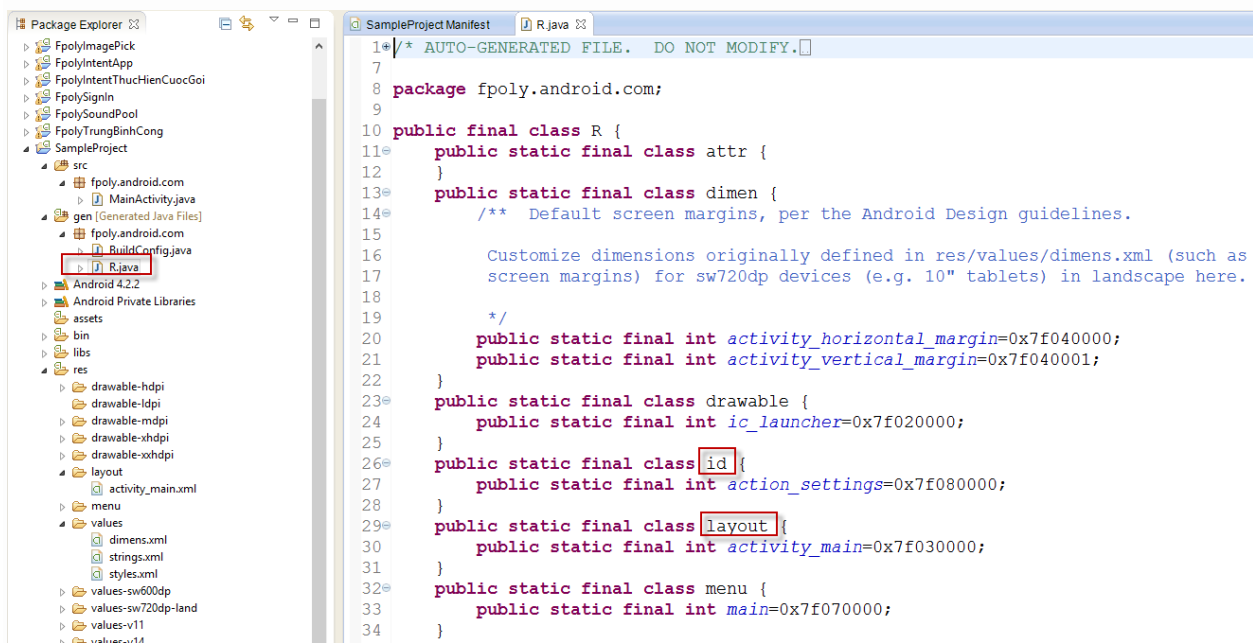 Package Explorer
FpolyImagePick
FpolyIntentApp
FpolyIntentThucHienCuocGoi
FpolySignIn
FpolySoundPool
FpolyTrungBinhCong
SampleProject
src
fpoly.android.com
MainActivity.java
gen [Generated Java Files]
fpoly.android.com
BuildConfig.java
R.java
Android 4.2.2
Android Private Libraries
assets
bin
libs
res
drawable-hdpi
drawable-ldpi
drawable-mdpi
drawable-xhdpi
drawable-xxhdpi
layout
activity_main.xml
menu
values
dimens.xml
strings.xml
styles.xml
values-sw600dp
values-sw720dp-land
values-v11
values-v14
SampleProject Manifest
R.java
1 /* AUTO-GENERATED FILE.  DO NOT MODIFY.
7
8 package fpoly.android.com;
9
10 public final class R {
11 public static final class attr {
12 }
13 public static final class dimen {
14 /**  Default screen margins, per the Android Design guidelines.
15
16 Customize dimensions originally defined in res/values/dimens.xml (such as
17 screen margins) for sw720dp devices (e.g. 10" tablets) in landscape here.
18
19 */
20 public static final int activity_horizontal_margin=0x7f040000;
21 public static final int activity_vertical_margin=0x7f040001;
22 }
23 public static final class drawable {
24 public static final int ic_launcher=0x7f020000;
25 }
26 public static final class id {
27 public static final int action_settings=0x7f080000;
28 }
29 public static final class layout {
30 public static final int activity_main=0x7f030000;
31 }
32 public static final class menu {
33 public static final int main=0x7f070000;
34 }